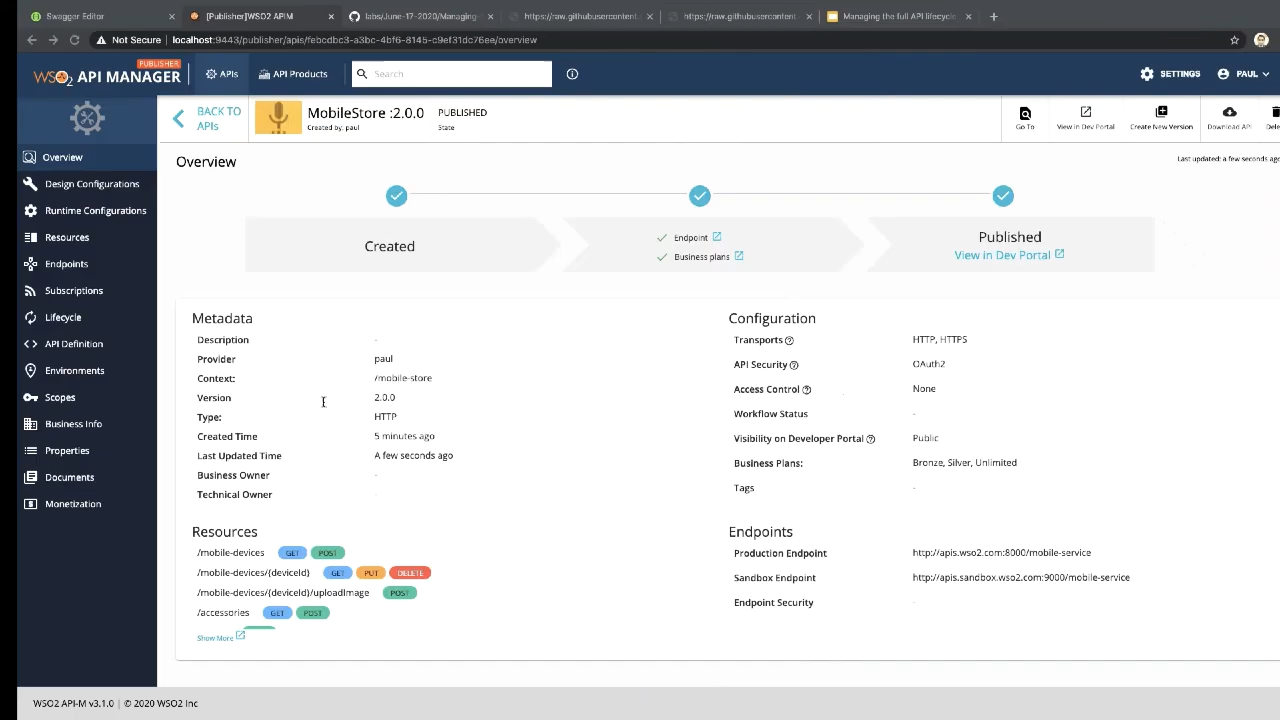 Swagger Editor
[Publisher]WSO2 APIM
labs/June-17-2020/Managing-
https://raw.githubusercontent.
https://raw.githubusercontent
Managing the full API lifecycle
Not Secure | localhost:9443/publisher/apis/febcdbc3-a3bc-4bf6-8145-c9ef31dc76ee/overview
PUBLISHER
WSO2 API MANAGER
APIs
API Products
Search
SETTINGS
PAUL
BACK TO
APIs
MobileStore :2.0.0
Created by: paul
PUBLISHED
State
Go To
View in Dev Portal
Create New Version
Download API
Dele
Overview
Design Configurations
Runtime Configurations
Resources
Endpoints
Subscriptions
Lifecycle
API Definition
Environments
Scopes
Business Info
Properties
Documents
Monetization
Overview
Last updated: a few seconds ago
Created
Endpoint
Business plans
Published
View in Dev Portal
Metadata
Description -
Provider paul
Context: /mobile-store
Version 2.0.0
Type: HTTP
Created Time 5 minutes ago
Last Updated Time A few seconds ago
Business Owner -
Technical Owner -
Configuration
Transports HTTP, HTTPS
API Security OAuth2
Access Control None
Workflow Status -
Visibility on Developer Portal Public
Business Plans: Bronze, Silver, Unlimited
Tags -
Resources
/mobile-devices GET POST
/mobile-devices/{deviceId} GET PUT DELETE
/mobile-devices/{deviceId}/uploadImage POST
/accessories GET POST
Show More
Endpoints
Production Endpoint http://apis.wso2.com:8000/mobile-service
Sandbox Endpoint http://apis.sandbox.wso2.com:9000/mobile-service
Endpoint Security -
WSO2 API-M v3.1.0 | © 2020 WSO2 Inc